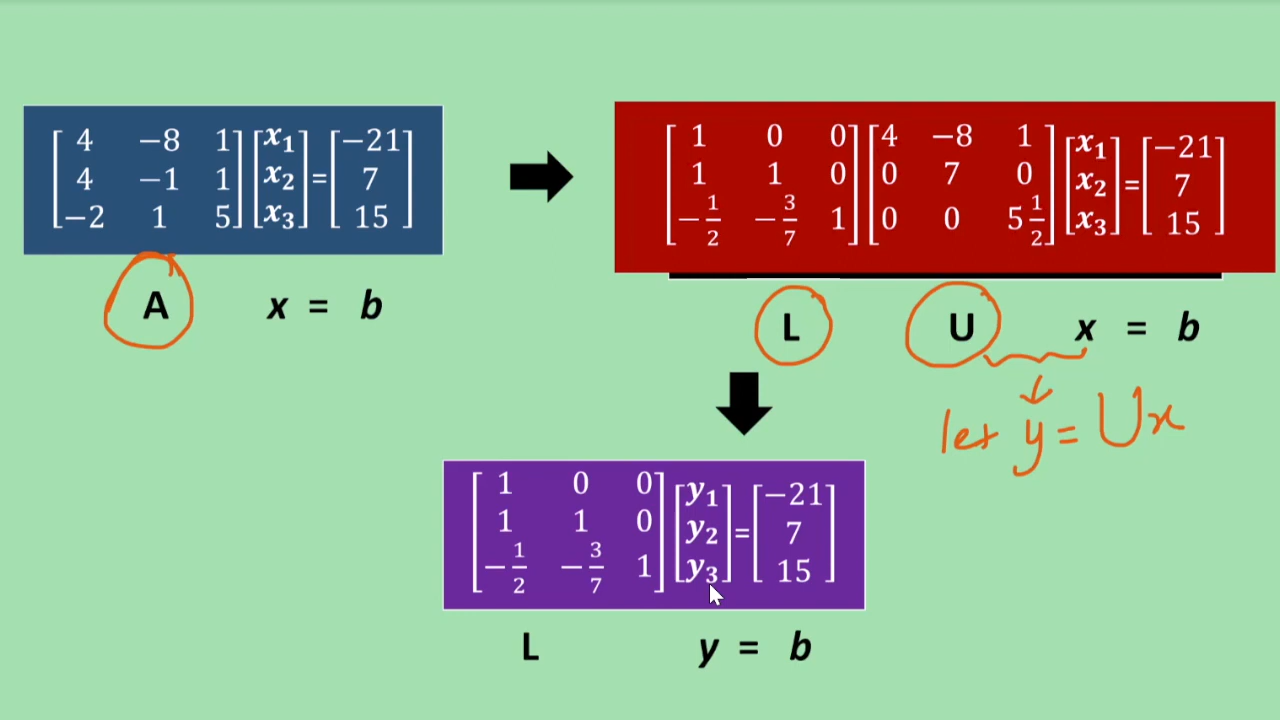 [4 −8 1] [x₁] [−21]
[4 −1 1] [x₂] = [7]
[−2 1 5] [x₃] [15]
A x = b
[1 0 0] [4 −8 1] [x₁] [−21]
[1 1 0] [0 7 0] [x₂] = [7]
[−1/2 −3/7 1] [0 0 5 1/2] [x₃] [15]
L U x = b
let y = Ux
[1 0 0] [y₁] [−21]
[1 1 0] [y₂] = [7]
[−1/2 −3/7 1] [y₃] [15]
L y = b